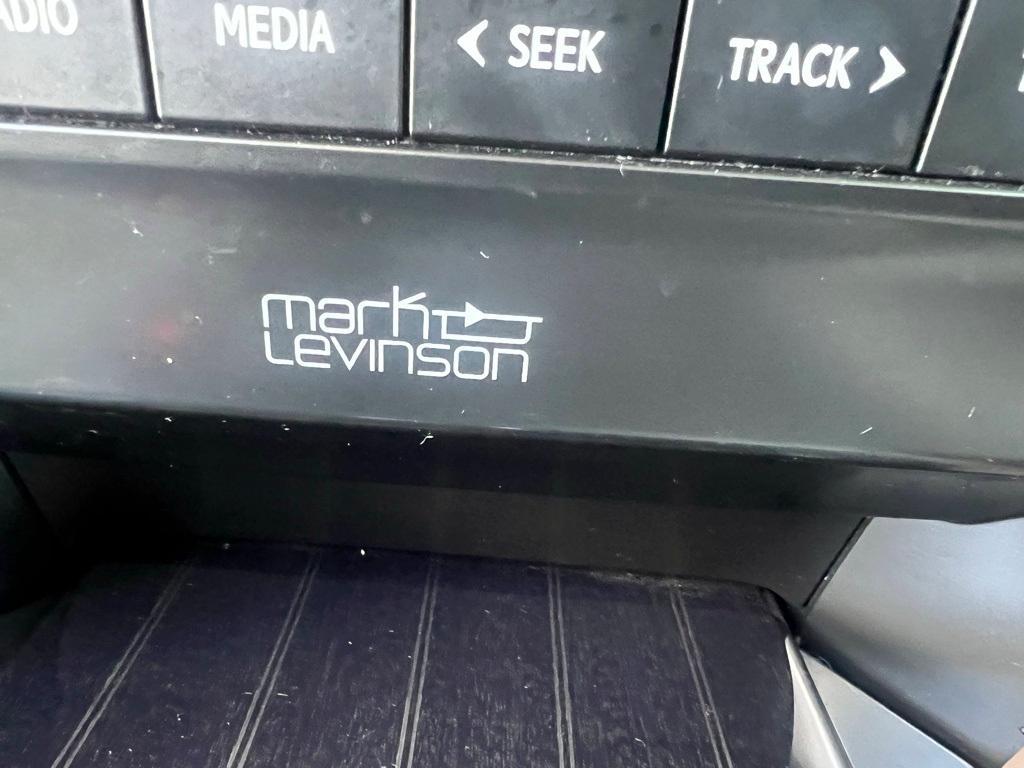 MEDIA
< SEEK
TRACK >
mark
Levinson